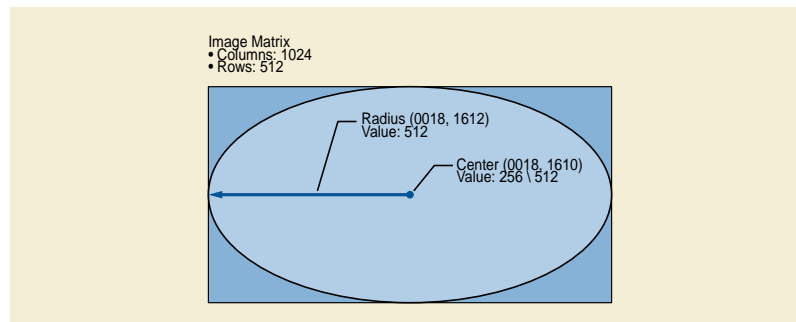 Image Matrix
• Columns: 1024
• Rows: 512
Radius (0018, 1612)
Value: 512
Center (0018, 1610)
Value: 256 \ 512